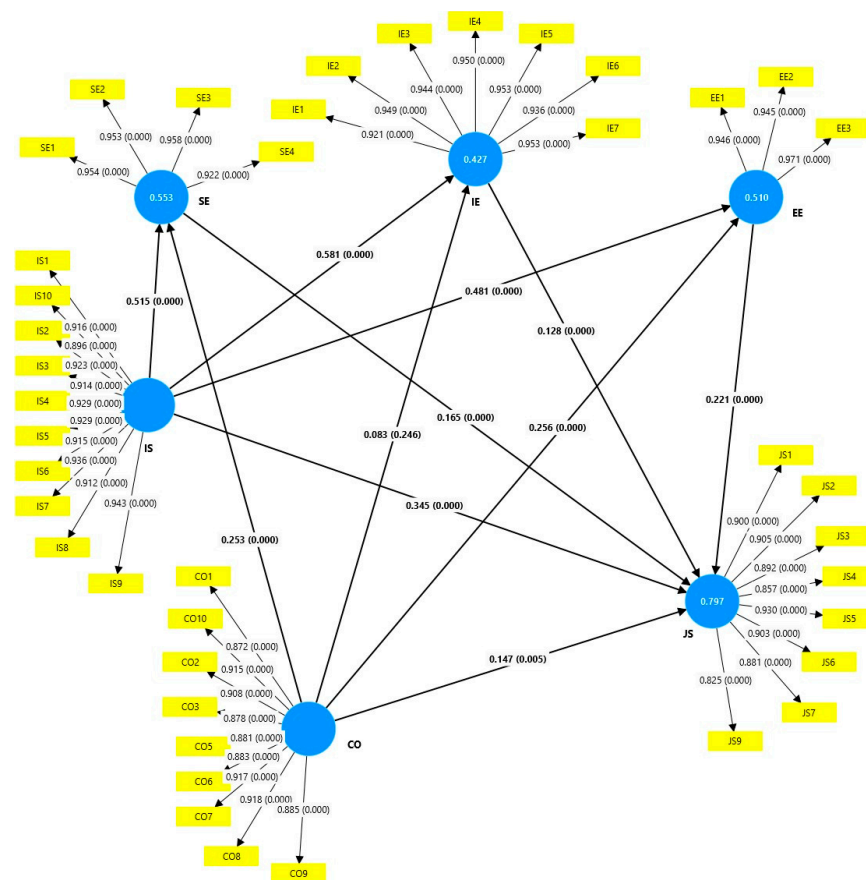 IE4
IE3
IE5
IE2
IE6
IE1
IE7
0.950 (0.000)
0.944 (0.000)
0.953 (0.000)
0.949 (0.000)
0.936 (0.000)
0.921 (0.000)
0.953 (0.000)
0.427
IE
SE2
SE3
SE1
SE4
0.953 (0.000)
0.958 (0.000)
0.954 (0.000)
0.922 (0.000)
0.553
SE
EE2
EE1
EE3
0.945 (0.000)
0.946 (0.000)
0.971 (0.000)
0.510
EE
0.581 (0.000)
0.481 (0.000)
0.515 (0.000)
0.128 (0.000)
0.221 (0.000)
0.165 (0.000)
0.083 (0.246)
0.256 (0.000)
0.345 (0.000)
0.253 (0.000)
0.147 (0.005)
IS1
IS10
IS2
IS3
IS4
IS5
IS6
IS7
IS8
IS9
0.916 (0.000)
0.896 (0.000)
0.923 (0.000)
0.914 (0.000)
0.929 (0.000)
0.929 (0.000)
0.915 (0.000)
0.936 (0.000)
0.912 (0.000)
0.943 (0.000)
IS
CO1
CO10
CO2
CO3
CO5
CO6
CO7
CO8
CO9
0.872 (0.000)
0.915 (0.000)
0.908 (0.000)
0.878 (0.000)
0.881 (0.000)
0.883 (0.000)
0.917 (0.000)
0.918 (0.000)
0.885 (0.000)
CO
JS1
JS2
JS3
JS4
JS5
JS6
JS7
JS9
0.900 (0.000)
0.905 (0.000)
0.892 (0.000)
0.857 (0.000)
0.930 (0.000)
0.903 (0.000)
0.881 (0.000)
0.825 (0.000)
0.797
JS